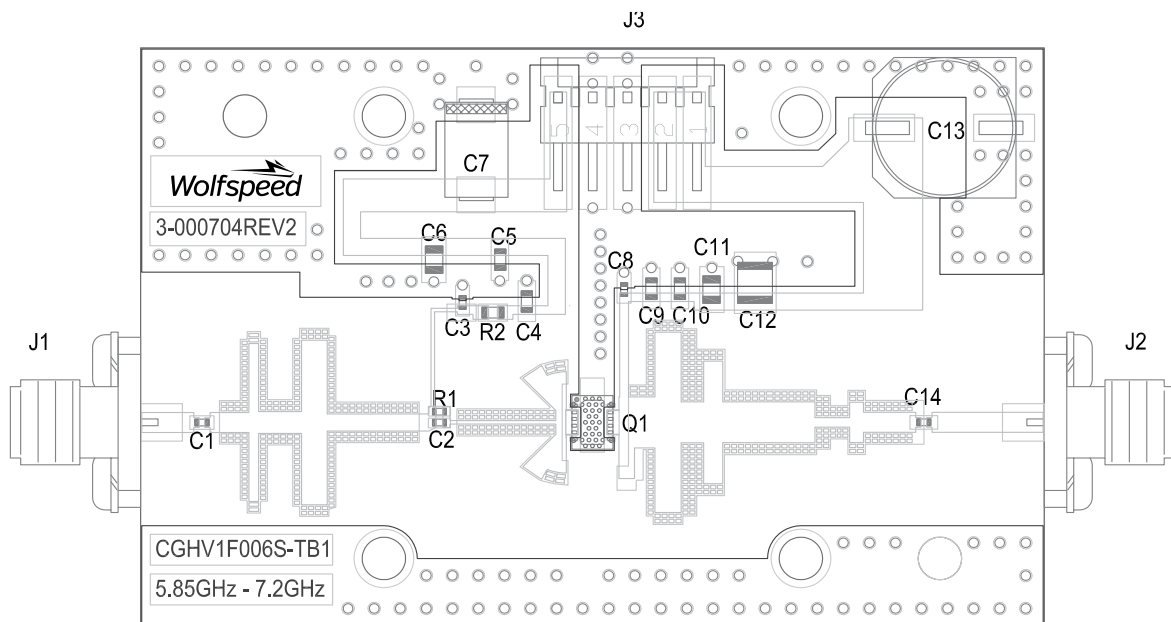 J3
5 4 3 2 1
C13
C7
Wolfspeed
3-000704REV2
C6 C5
C8 C11
C3 R2 C4 C9 C10 C12
J1 J2
R1 C14
Q1
C1 C2
CGHV1F006S-TB1
5.85GHz - 7.2GHz